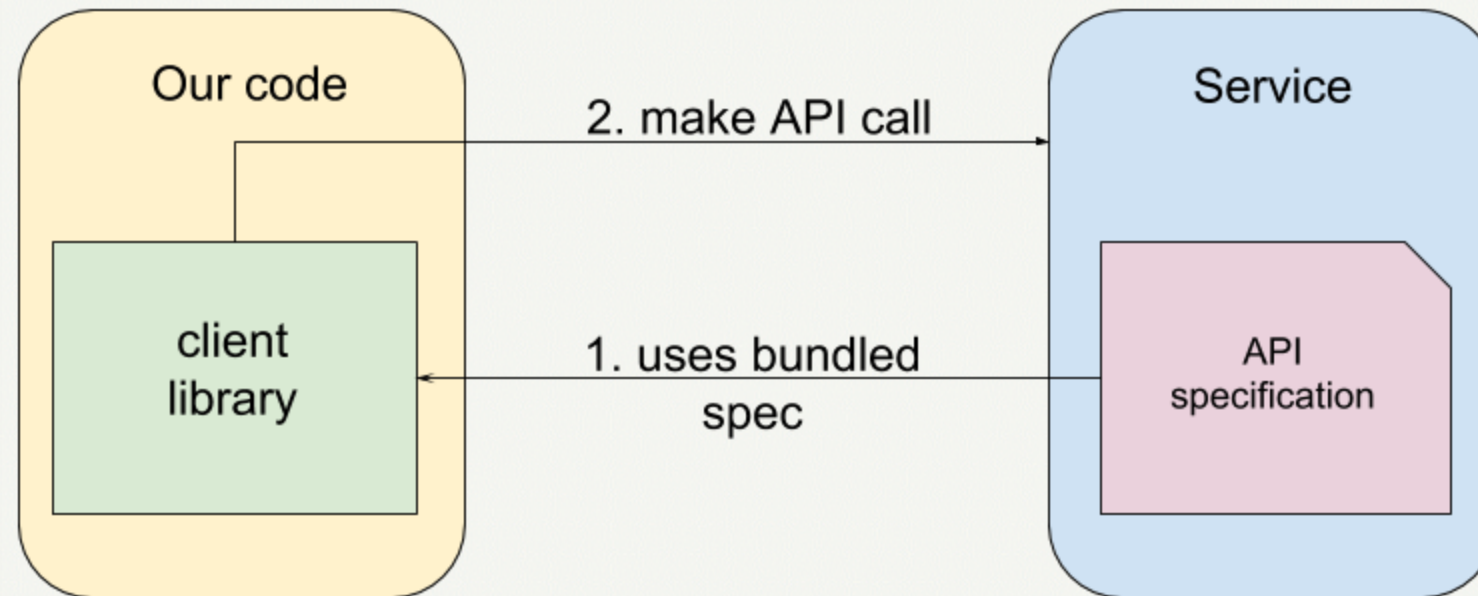 Our code
Service
2. make API call
client
library
1. uses bundled
spec
API
specification